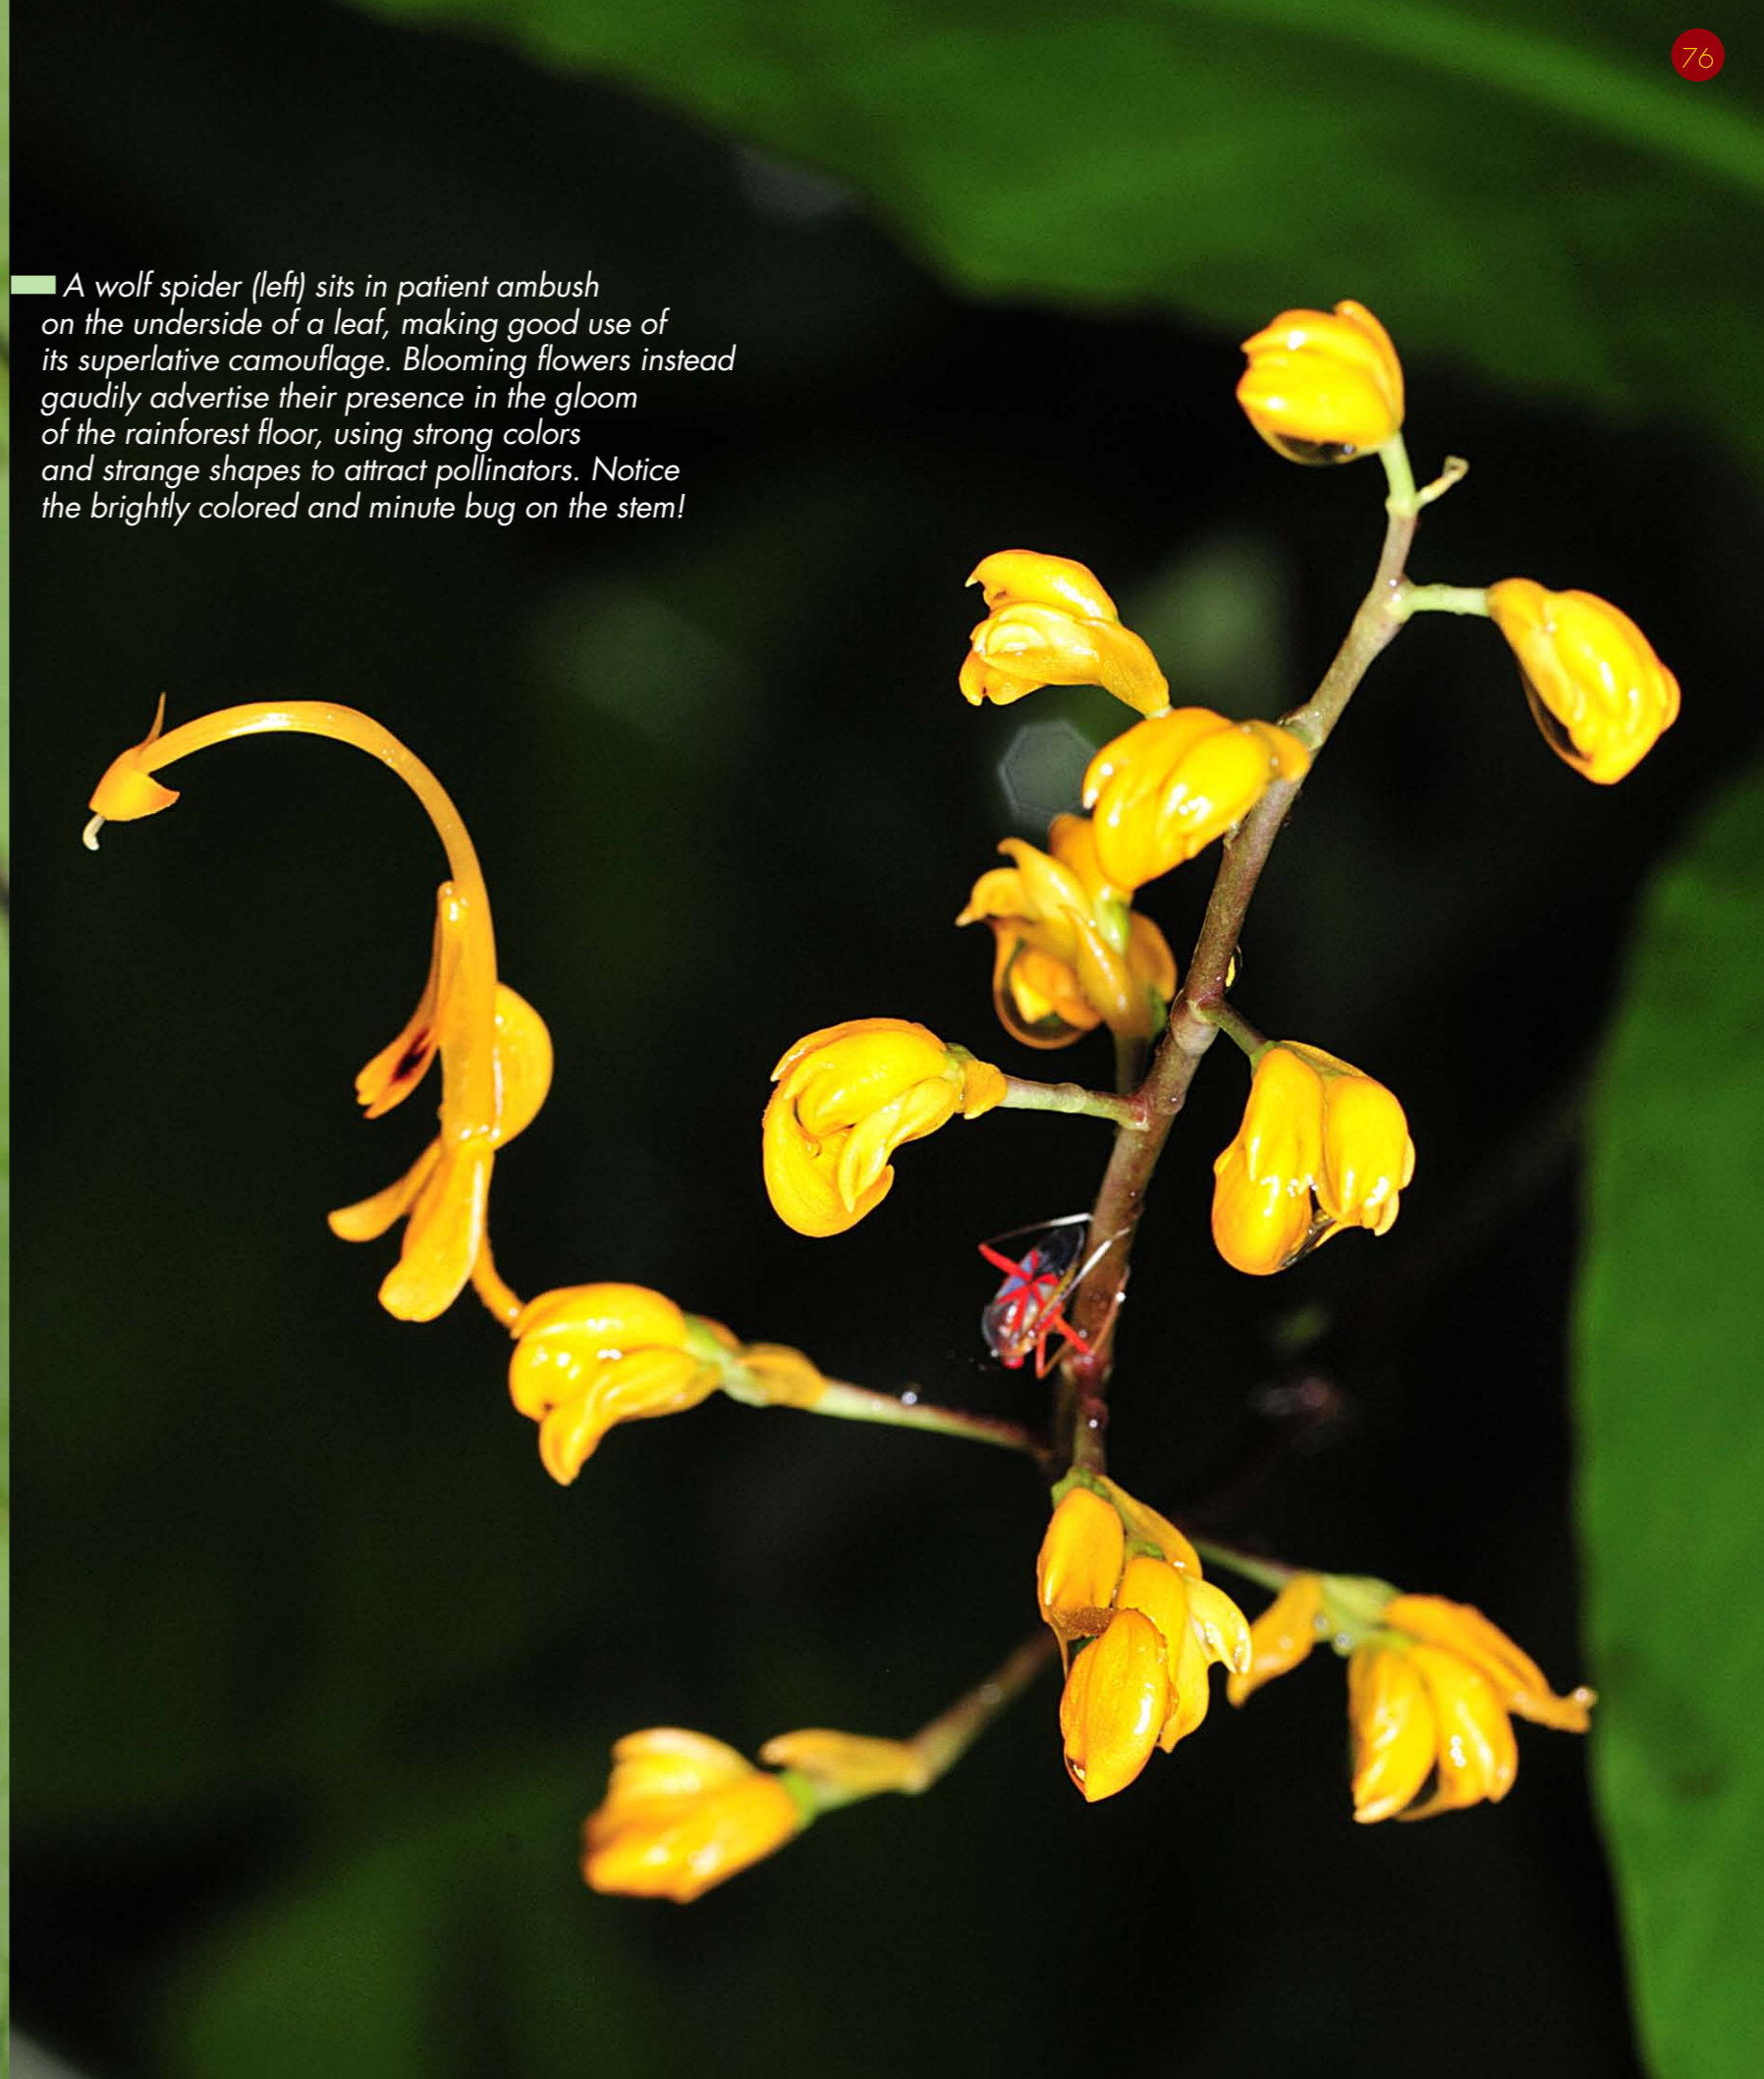 76
A wolf spider (left) sits in patient ambush
on the underside of a leaf, making good use of
its superlative camouflage. Blooming flowers instead
gaudily advertise their presence in the gloom
of the rainforest floor, using strong colors
and strange shapes to attract pollinators. Notice
the brightly colored and minute bug on the stem!